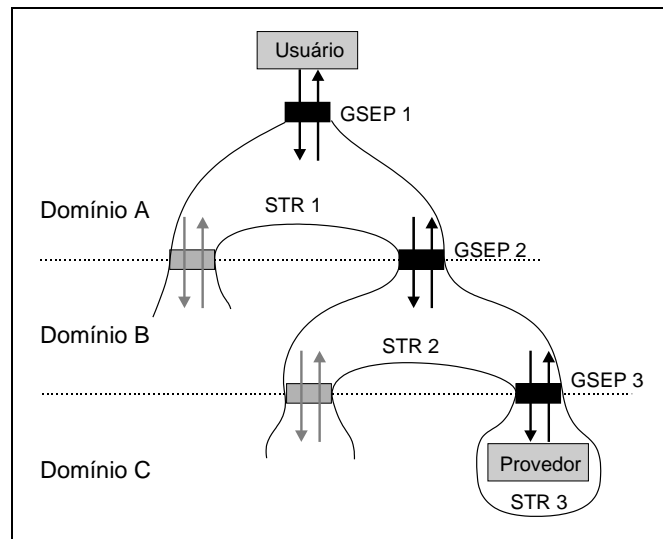 Usuário
GSEP 1
Domínio A
STR 1
GSEP 2
Domínio B
STR 2
GSEP 3
Domínio C
Provedor
STR 3